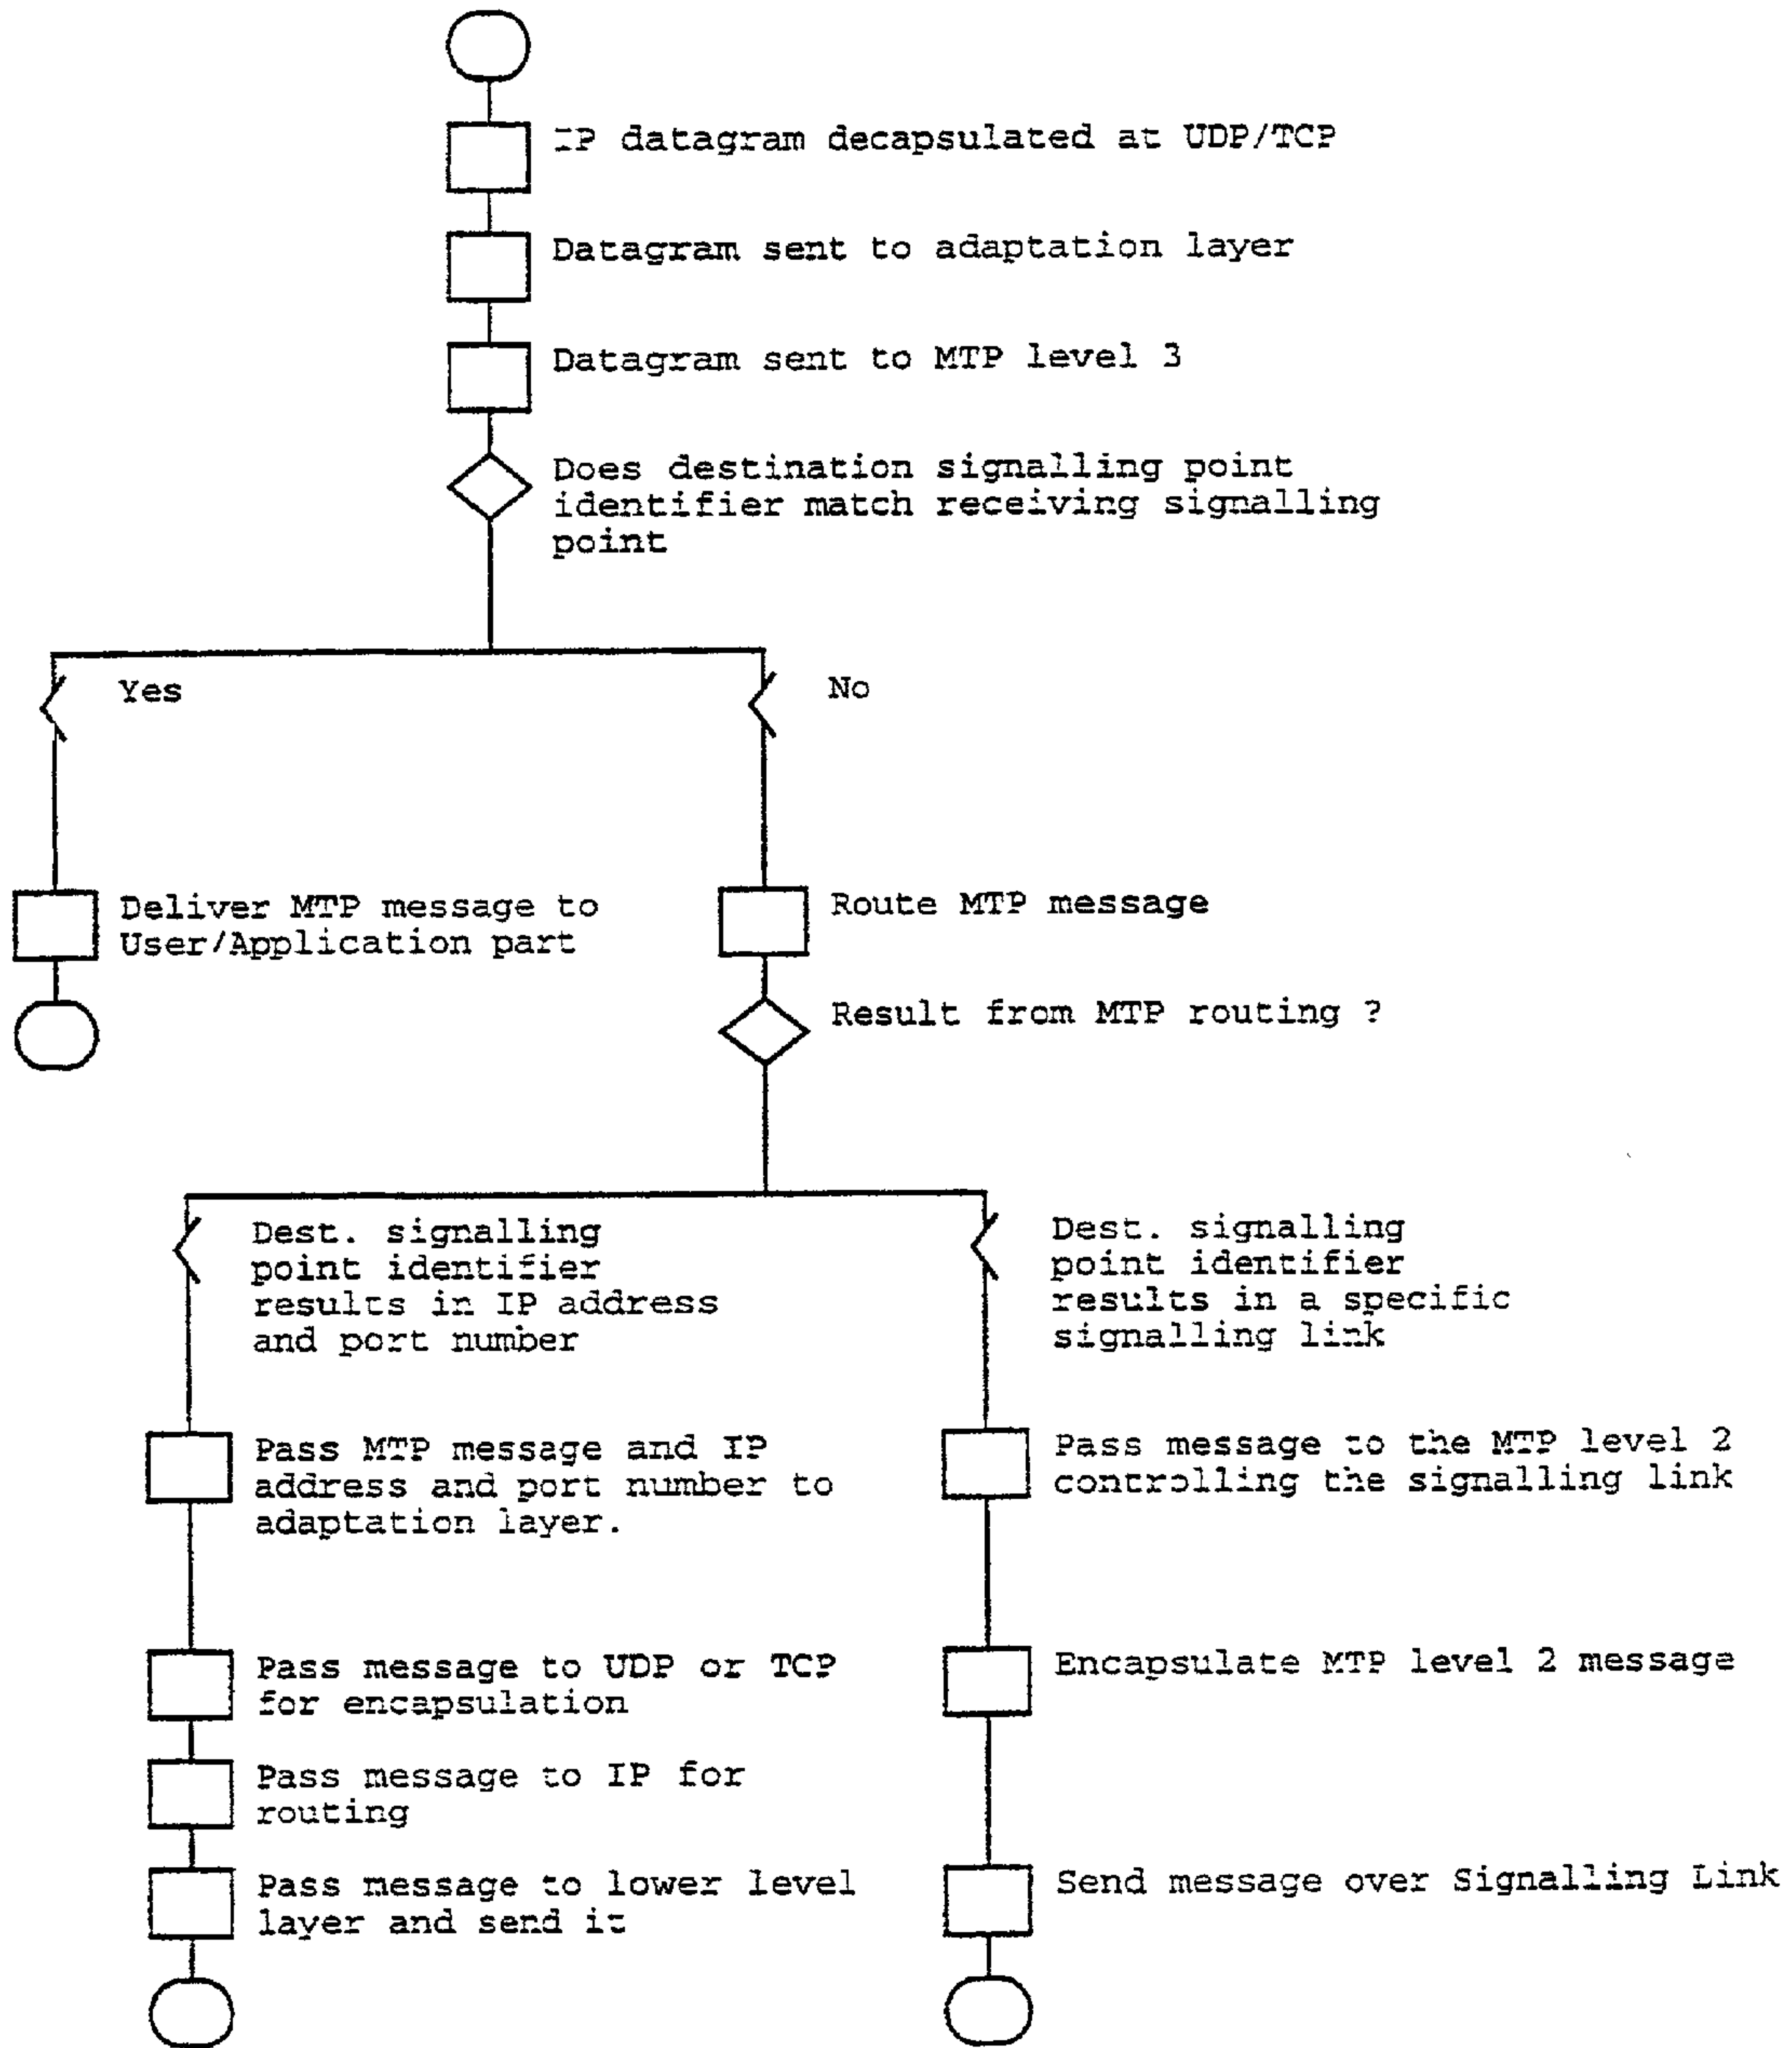 IP datagram decapsulated at UDP/TCP
Datagram sent to adaptation layer
Datagram sent to MTP level 3
Does destination signalling point
identifier match receiving signalling
point
Yes
No
Deliver MTP message to
User/Application part
Route MTP message
Result from MTP routing ?
Dest. signalling
point identifier
results in IP address
and port number
Dest. signalling
point identifier
results in a specific
signalling link
Pass MTP message and IP
address and port number to
adaptation layer.
Pass message to the MTP level 2
controlling the signalling link
Pass message to UDP or TCP
for encapsulation
Encapsulate MTP level 2 message
Pass message to IP for
routing
Pass message to lower level
layer and send it
Send message over Signalling Link